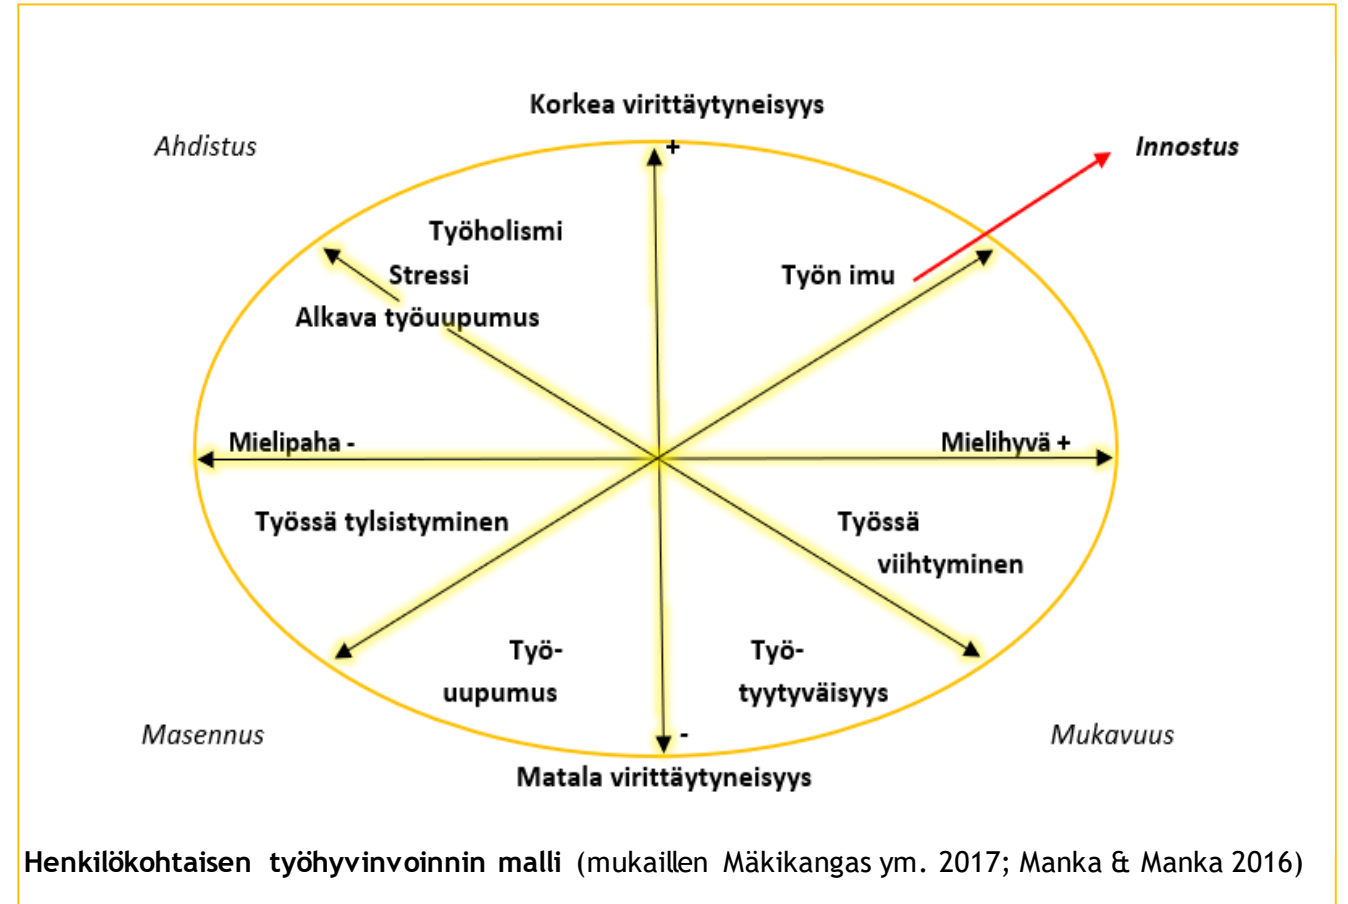 Korkea virittäytyneisyys
+
Ahdistus
Innostus
Työholismi
Stressi
Työn imu
Alkava työuupumus
Mielipaha -
Mielihyvä +
Työssä tylsistyminen
Työssä
viihtyminen
Työ-
uupumus
Työ-
tyytyväisyys
Masennus
-
Mukavuus
Matala virittäytyneisyys
Henkilökohtaisen työhyvinvoinnin malli (mukaillen Mäkikangas ym. 2017; Manka & Manka 2016)